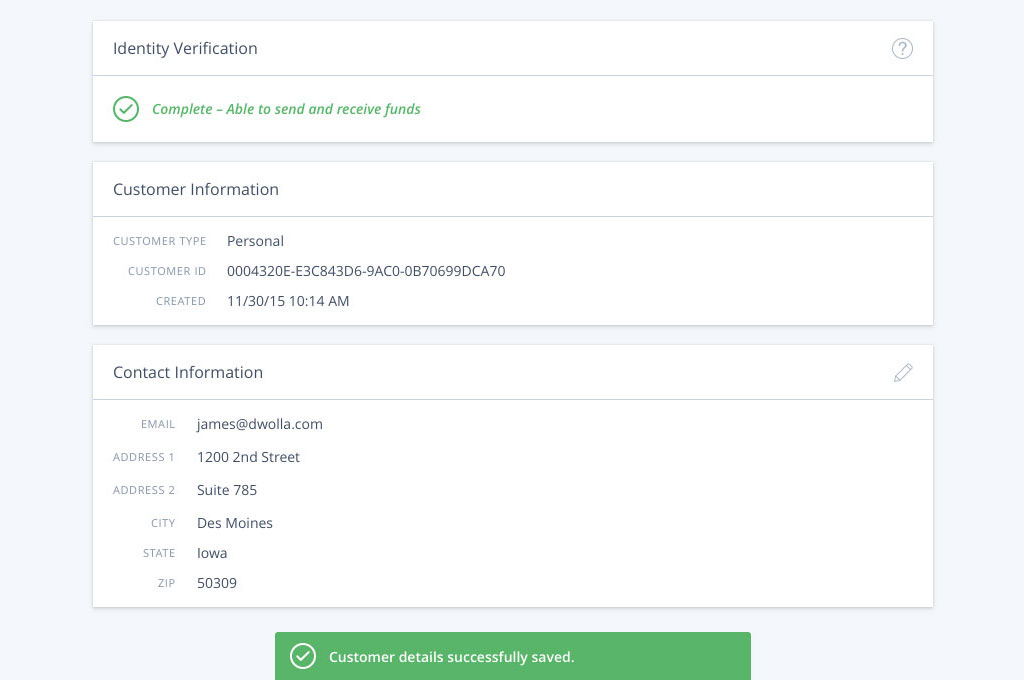 Identity Verification
?
Complete – Able to send and receive funds
Customer Information
CUSTOMER TYPE Personal
CUSTOMER ID 0004320E-E3C843D6-9AC0-0B70699DCA70
CREATED 11/30/15 10:14 AM
Contact Information
EMAIL james@dwolla.com
ADDRESS 1 1200 2nd Street
ADDRESS 2 Suite 785
CITY Des Moines
STATE Iowa
ZIP 50309
Customer details successfully saved.